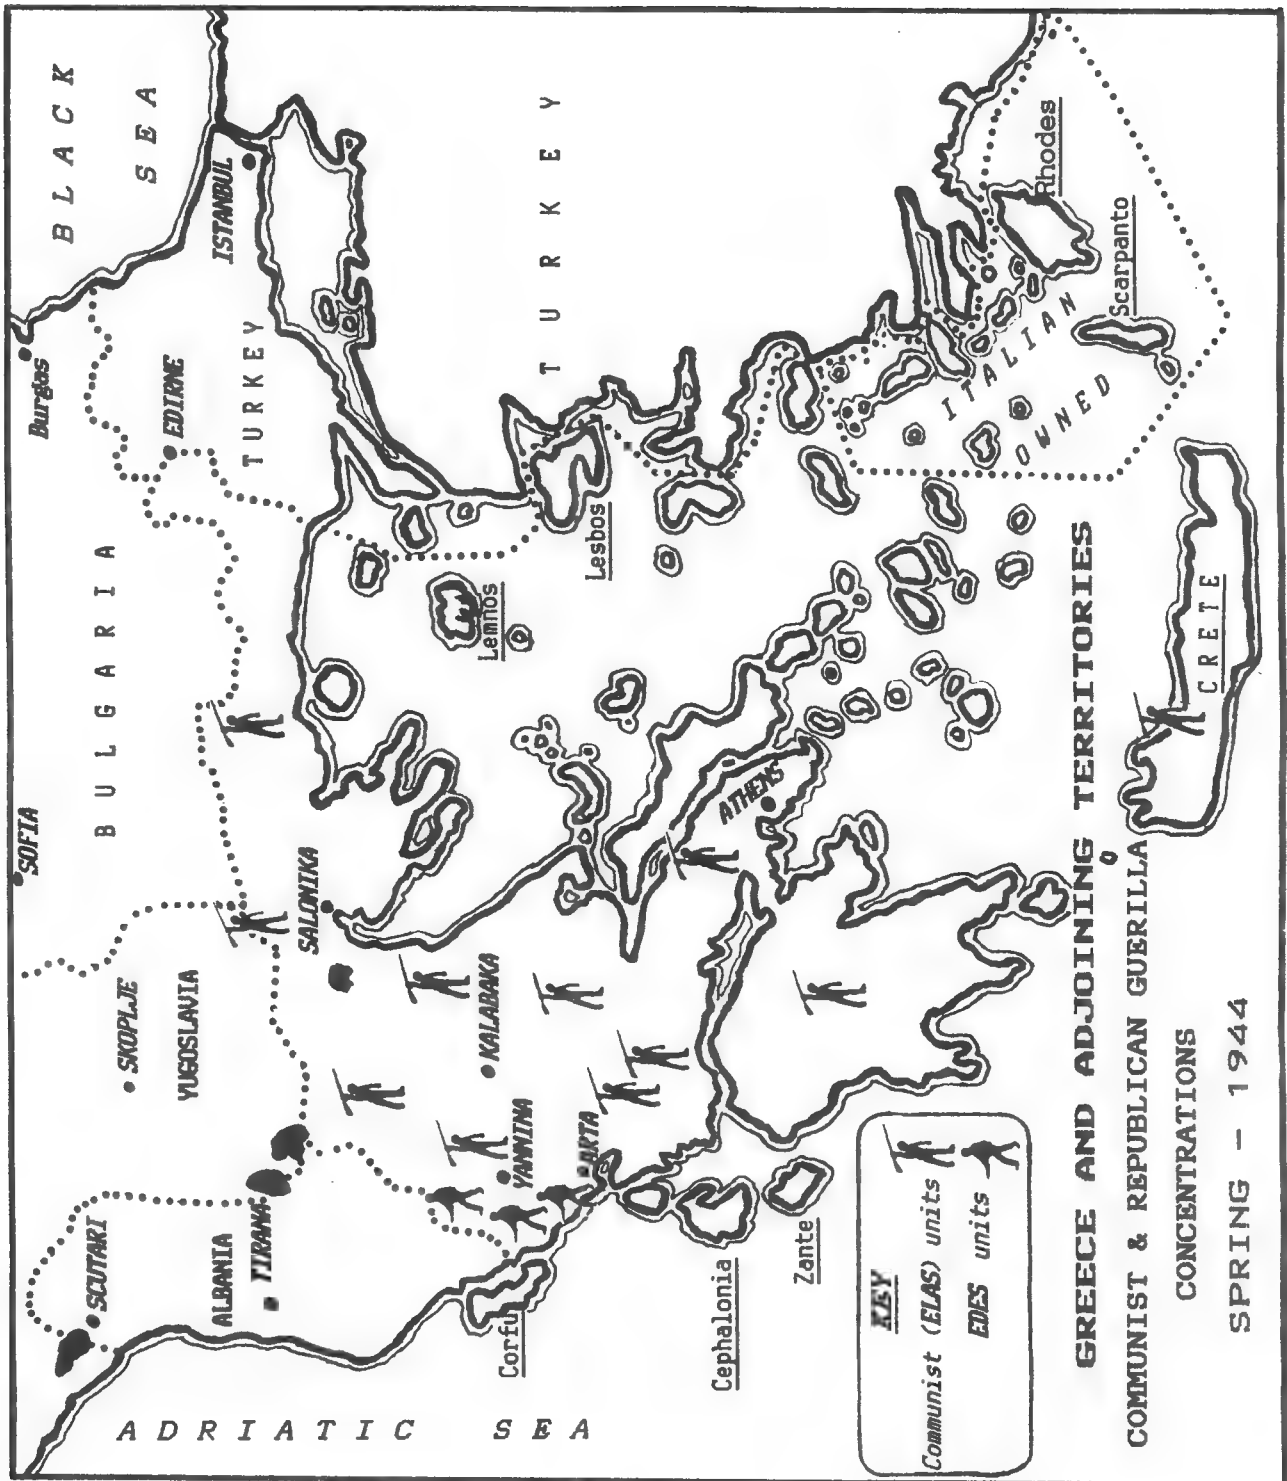 BLACK
SEA
Burgas
ISTANBUL
EDIRNE
TURKEY
TURKEY
BULGARIA
SOFIA
SKOPLJE
YUGOSLAVIA
SALONIKA
SCUTARI
ALBANIA
TIRANA
KALABAKA
YANNINA
ARTA
Lemnos
Lesbos
ATHENS
Corfu
Cephalonia
Zante
ADRIATIC SEA
ITALIAN
OWNED
Rhodes
Scarpanto
CRETE
KEY
Communist (ELAS) units
EDES units
GREECE AND ADJOINING TERRITORIES
COMMUNIST & REPUBLICAN GUERILLA
CONCENTRATIONS
SPRING - 1944